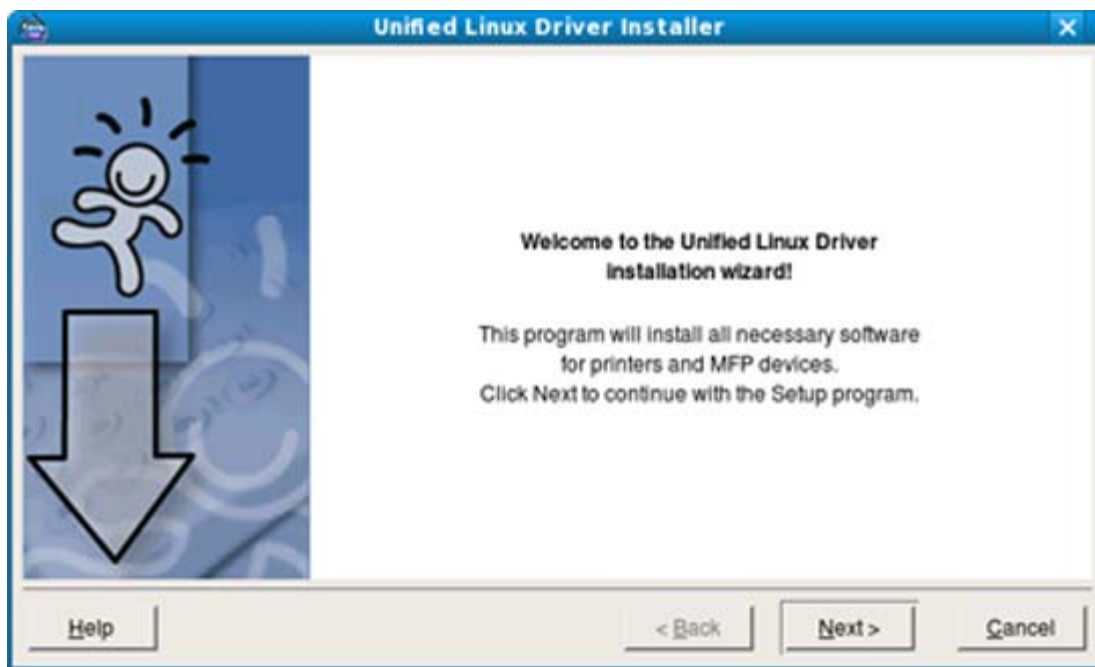 Unified Linux Driver Installer
Welcome to the Unified Linux Driver
installation wizard!
This program will install all necessary software
for printers and MFP devices.
Click Next to continue with the Setup program.
Help
< Back
Next >
Cancel